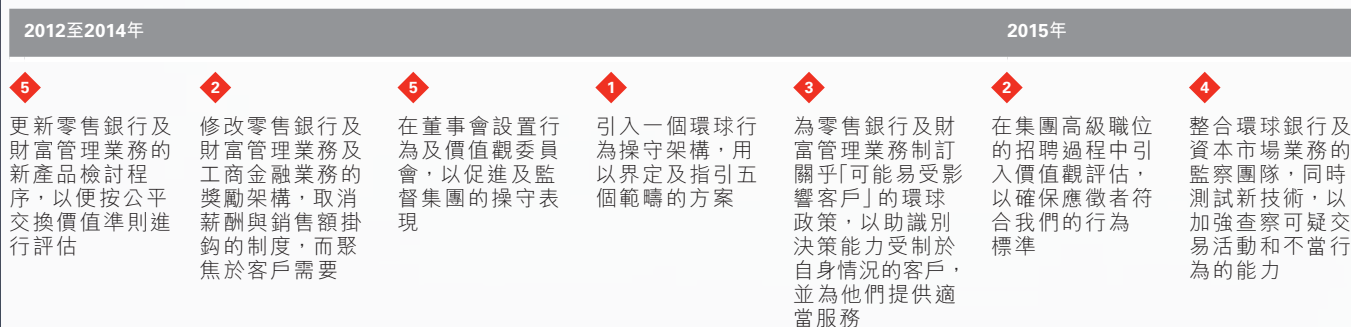 2012至2014年
2015年
5
更新零售銀行及
財富管理業務的
新產品檢討程
序，以便按公平
交換價值準則進
行評估
2
修改零售銀行及
財富管理業務及
工商金融業務的
獎勵架構，取消
薪酬與銷售額掛
鈎的制度，而聚
焦於客戶需要
5
在董事會設置行
為及價值觀委員
會，以促進及監
督集團的操守表
現
1
引入一個環球行
為操守架構，用
以界定及指引五
個範疇的方案
3
為零售銀行及財
富管理業務制訂
關乎「可能易受影
響客戶」的環球
政策，以助識別
決策能力受制於
自身情況的客戶，
並為他們提供適
當服務
2
在集團高級職位
的招聘過程中引
入價值觀評估，
以確保應徵者符
合我們的行為
標準
4
整合環球銀行及
資本市場業務的
監察團隊，同時
測試新技術，以
加強查察可疑交
易活動和不當行
為的能力